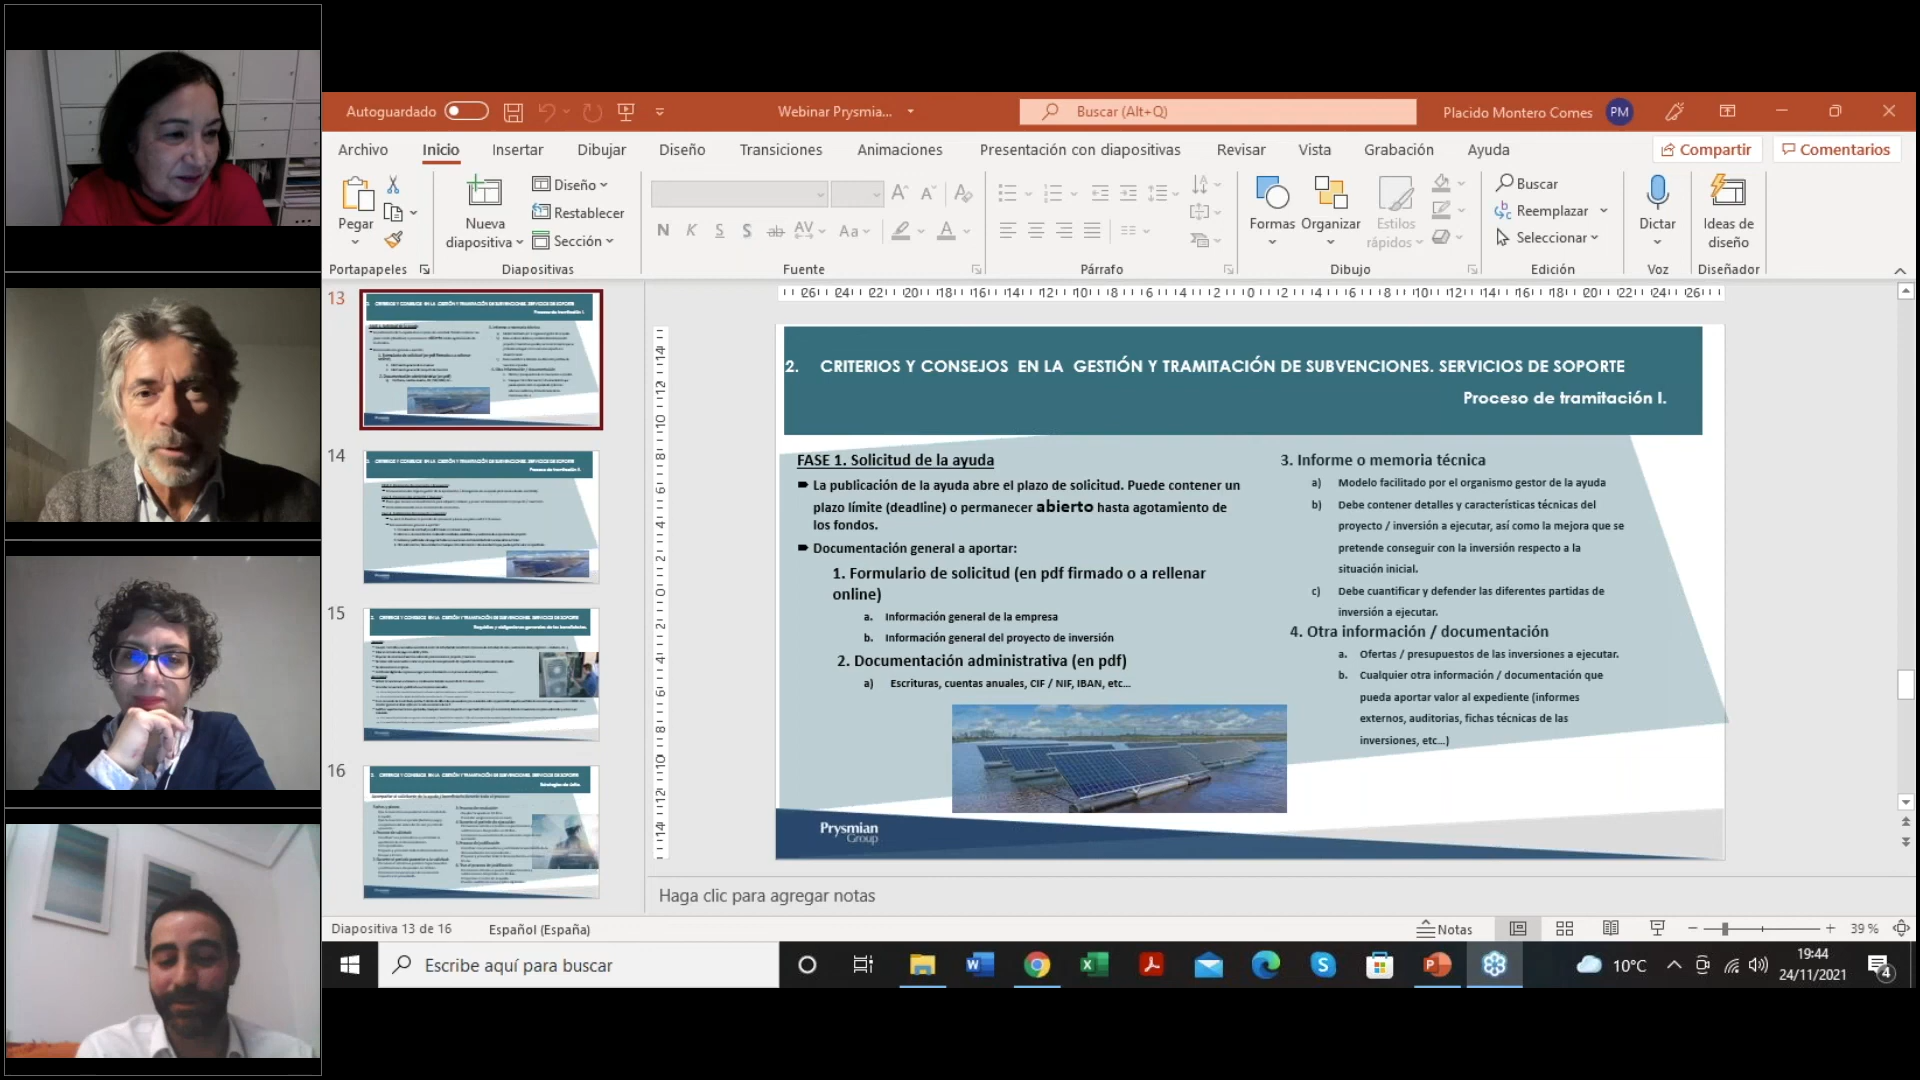 Autoguardado
Webinar Prysmia...
Buscar (Alt+Q)
Placido Montero Comes
PM
Archivo
Inicio
Insertar
Dibujar
Diseño
Transiciones
Animaciones
Presentación con diapositivas
Revisar
Vista
Grabación
Ayuda
Compartir
Comentarios
Pegar
Nueva
diapositiva
Diseño
Restablecer
Sección
Formas
Organizar
Estilos
rápidos
Buscar
Reemplazar
Seleccionar
Dictar
Ideas de
diseño
Portapapeles
Diapositivas
Fuente
Párrafo
Dibujo
Edición
Voz
Diseñador
13
14
15
16
2. CRITERIOS Y CONSEJOS EN LA GESTIÓN Y TRAMITACIÓN DE SUBVENCIONES. SERVICIOS DE SOPORTE
Proceso de tramitación I.
FASE 1. Solicitud de la ayuda
La publicación de la ayuda abre el plazo de solicitud. Puede contener un
plazo límite (deadline) o permanecer abierto hasta agotamiento de
los fondos.
Documentación general a aportar:
1. Formulario de solicitud (en pdf firmado o a rellenar
online)
a. Información general de la empresa
b. Información general del proyecto de inversión
2. Documentación administrativa (en pdf)
a) Escrituras, cuentas anuales, CIF / NIF, IBAN, etc...
3. Informe o memoria técnica
a) Modelo facilitado por el organismo gestor de la ayuda
b) Debe contener detalles y características técnicas del
proyecto / inversión a ejecutar, así como la mejora que se
pretende conseguir con la inversión respecto a la
situación inicial.
c) Debe cuantificar y defender las diferentes partidas de
inversión a ejecutar.
4. Otra información / documentación
a. Ofertas / presupuestos de las inversiones a ejecutar.
b. Cualquier otra información / documentación que
pueda aportar valor al expediente (informes
externos, auditorias, fichas técnicas de las
inversiones, etc...)
Prysmian
Group
Haga clic para agregar notas
Diapositiva 13 de 16
Español (España)
Notas
39 %
Escribe aquí para buscar
10°C
19:44
24/11/2021
4